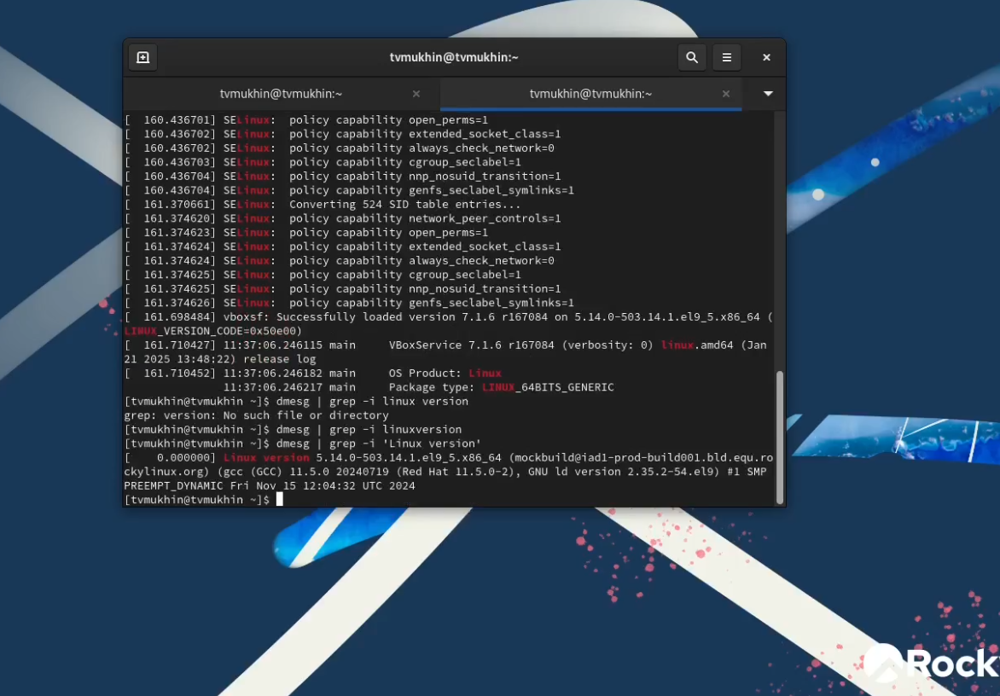 tvmukhin@tvmukhin:~
tvmukhin@tvmukhin:~ tvmukhin@tvmukhin:~
[  160.436701] SELinux:  policy capability open_perms=1
[  160.436702] SELinux:  policy capability extended_socket_class=1
[  160.436702] SELinux:  policy capability always_check_network=0
[  160.436703] SELinux:  policy capability cgroup_seclabel=1
[  160.436704] SELinux:  policy capability nnp_nosuid_transition=1
[  160.436704] SELinux:  policy capability genfs_seclabel_symlinks=1
[  161.370661] SELinux:  Converting 524 SID table entries...
[  161.374620] SELinux:  policy capability network_peer_controls=1
[  161.374623] SELinux:  policy capability open_perms=1
[  161.374624] SELinux:  policy capability extended_socket_class=1
[  161.374624] SELinux:  policy capability always_check_network=0
[  161.374625] SELinux:  policy capability cgroup_seclabel=1
[  161.374625] SELinux:  policy capability nnp_nosuid_transition=1
[  161.374626] SELinux:  policy capability genfs_seclabel_symlinks=1
[  161.698484] vboxsf: Successfully loaded version 7.1.6 r167084 on 5.14.0-503.14.1.el9_5.x86_64 (
LINUX_VERSION_CODE=0x50e00)
[  161.710427] 11:37:06.246115 main     VBoxService 7.1.6 r167084 (verbosity: 0) linux.amd64 (Jan
21 2025 13:48:22) release log
[  161.710452] 11:37:06.246182 main     OS Product: Linux
11:37:06.246217 main     Package type: LINUX_64BITS_GENERIC
[tvmukhin@tvmukhin ~]$ dmesg | grep -i linux version
grep: version: No such file or directory
[tvmukhin@tvmukhin ~]$ dmesg | grep -i linuxversion
[tvmukhin@tvmukhin ~]$ dmesg | grep -i 'Linux version'
[    0.000000] Linux version 5.14.0-503.14.1.el9_5.x86_64 (mockbuild@iad1-prod-build001.bld.equ.ro
ckylinux.org) (gcc (GCC) 11.5.0 20240719 (Red Hat 11.5.0-2), GNU ld version 2.35.2-54.el9) #1 SMP
PREEMPT_DYNAMIC Fri Nov 15 12:04:32 UTC 2024
[tvmukhin@tvmukhin ~]$
Rock